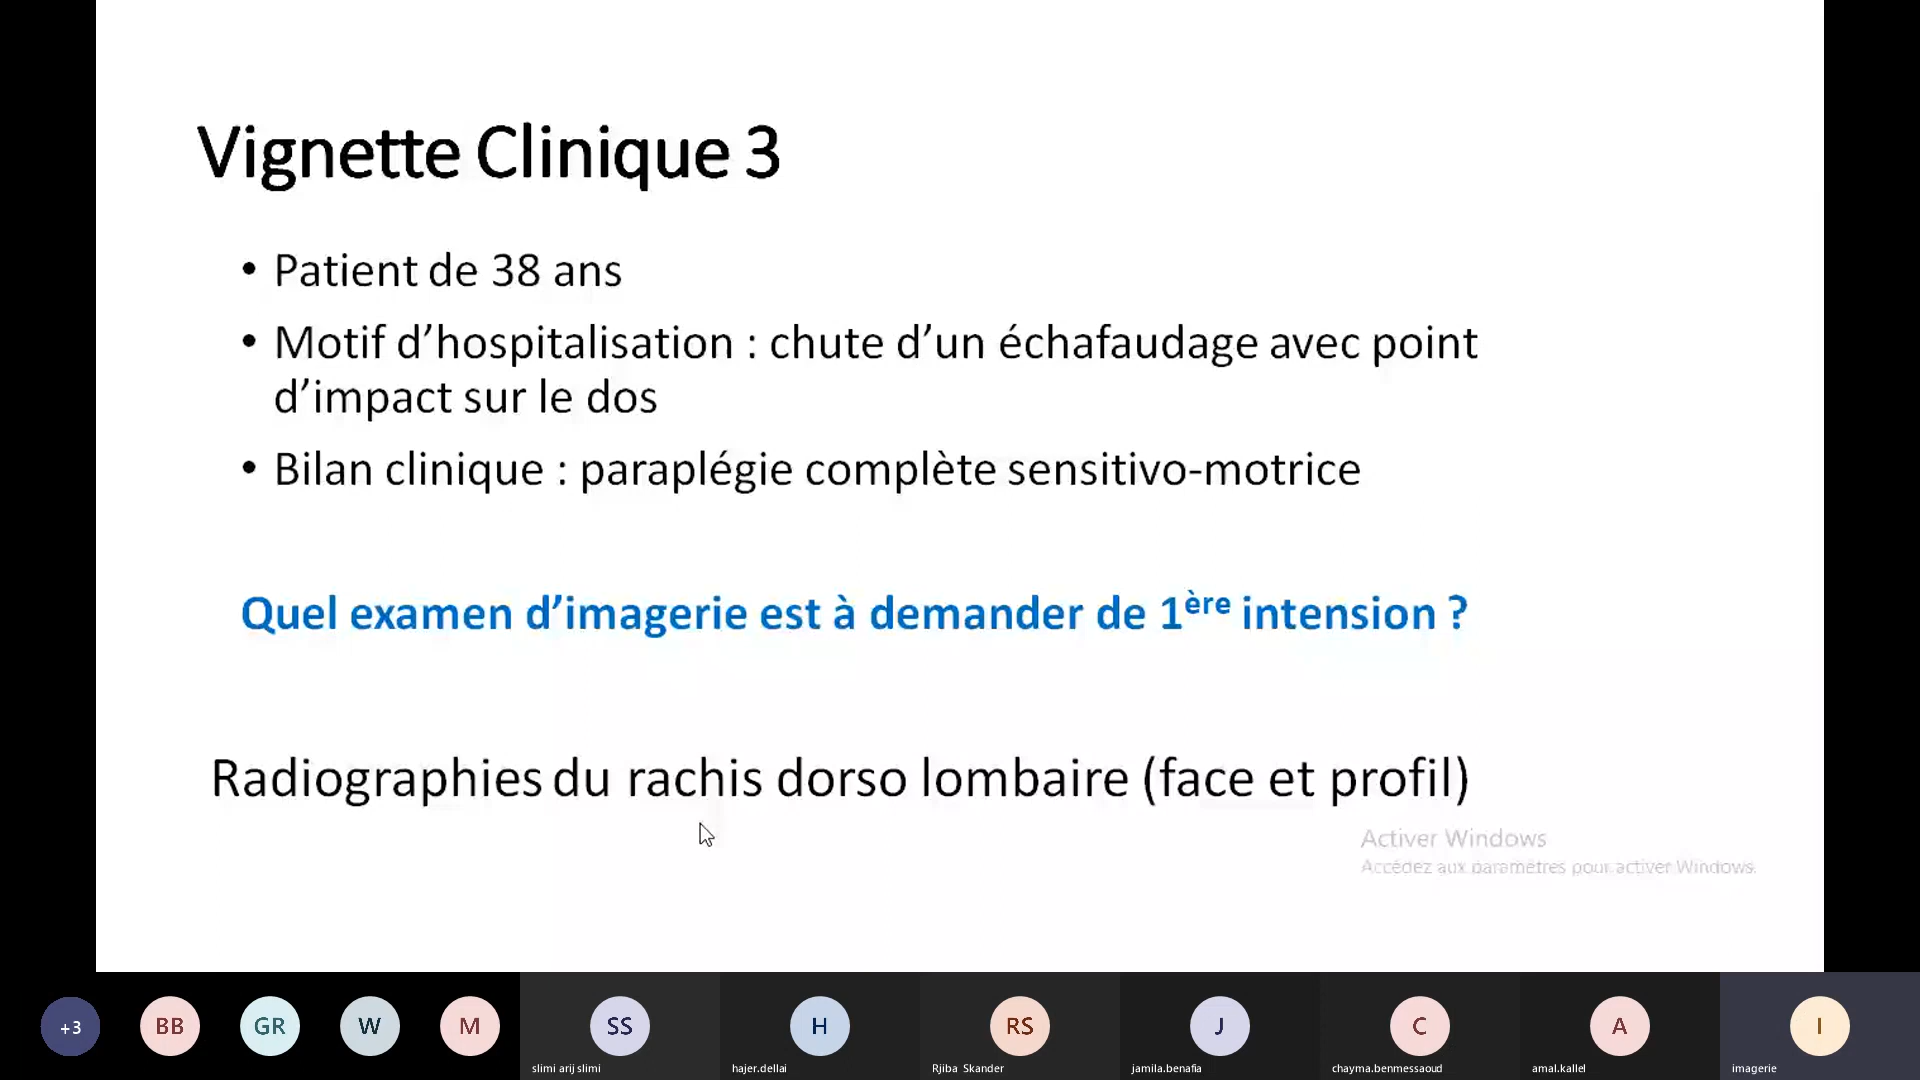 Vignette Clinique 3
• Patient de 38 ans
• Motif d’hospitalisation : chute d’un échafaudage avec point
d’impact sur le dos
• Bilan clinique : paraplégie complète sensitivo-motrice
Quel examen d’imagerie est à demander de 1ère intension ?
Radiographies du rachis dorso lombaire (face et profil)
Activer Windows
Accédez aux paramètres pour activer Windows.
+3 BB GR W M SS H RS J C A I
slimi arij slimi hajer.dellai Rjiba Skander jamila.benafia chayma.benmessaoud amal.kallel imagerie